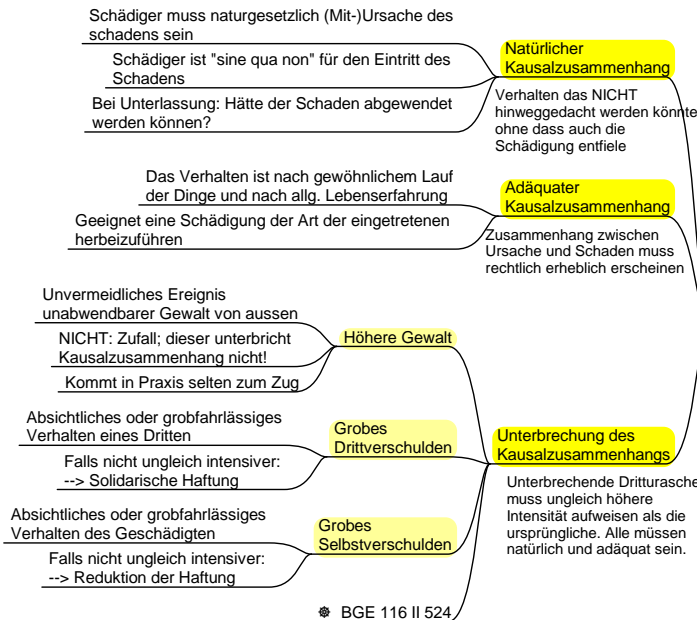 Schädiger muss naturgesetzlich (Mit-)Ursache des
schadens sein
Schädiger ist "sine qua non" für den Eintritt des
Schadens
Bei Unterlassung: Hätte der Schaden abgewendet
werden können?
Natürlicher
Kausalzusammenhang
Verhalten das NICHT
hinweggedacht werden könnte
ohne dass auch die
Schädigung entfiele
Das Verhalten ist nach gewöhnlichem Lauf
der Dinge und nach allg. Lebenserfahrung
Geeignet eine Schädigung der Art der eingetretenen
herbeizuführen
Adäquater
Kausalzusammenhang
Zusammenhang zwischen
Ursache und Schaden muss
rechtlich erheblich erscheinen
Unvermeidliches Ereignis
unabwendbarer Gewalt von aussen
NICHT: Zufall; dieser unterbricht
Kausalzusammenhang nicht!
Kommt in Praxis selten zum Zug
Höhere Gewalt
Absichtliches oder grobfahrlässiges
Verhalten eines Dritten
Falls nicht ungleich intensiver:
--> Solidarische Haftung
Grobes
Drittverschulden
Absichtliches oder grobfahrlässiges
Verhalten des Geschädigten
Falls nicht ungleich intensiver:
--> Reduktion der Haftung
Grobes
Selbstverschulden
BGE 116 II 524
Unterbrechung des
Kausalzusammenhangs
Unterbrechende Dritturasche
muss ungleich höhere
Intensität aufweisen als die
ursprüngliche. Alle müssen
natürlich und adäquat sein.